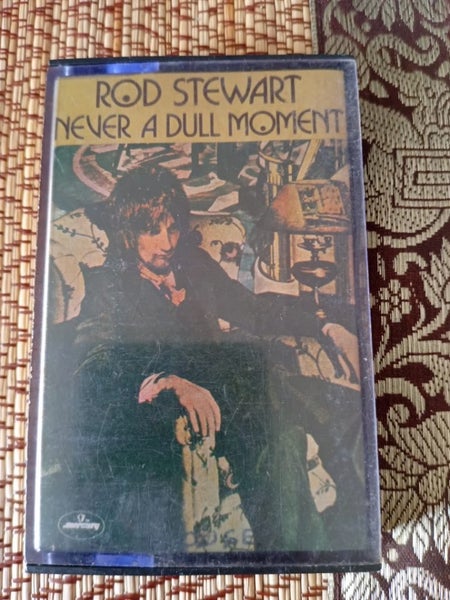 ROD STEWART
NEVER A DULL MOMENT
mercury